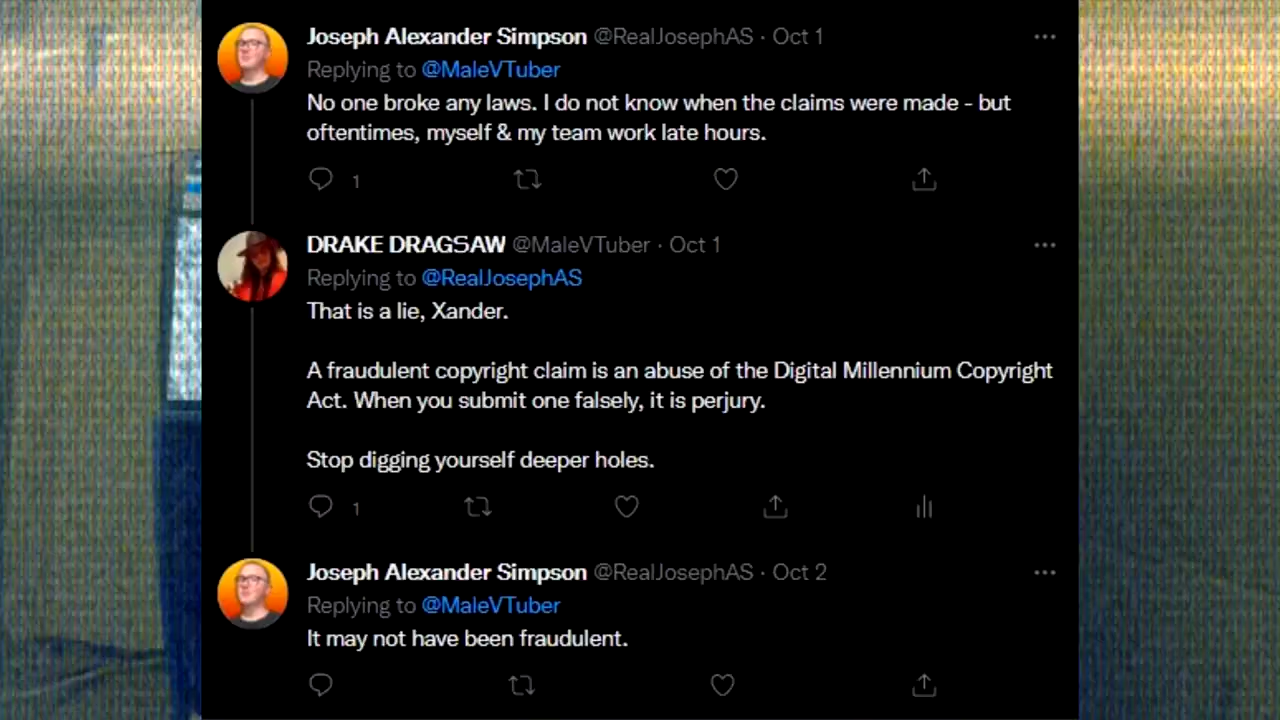 Joseph Alexander Simpson @RealJosephAS · Oct 1
Replying to @MaleVTuber
No one broke any laws. I do not know when the claims were made - but
oftentimes, myself & my team work late hours.
1
DRAKE DRAGSAW @MaleVTuber · Oct 1
Replying to @RealJosephAS
That is a lie, Xander.
A fraudulent copyright claim is an abuse of the Digital Millennium Copyright
Act. When you submit one falsely, it is perjury.
Stop digging yourself deeper holes.
1
Joseph Alexander Simpson @RealJosephAS · Oct 2
Replying to @MaleVTuber
It may not have been fraudulent.